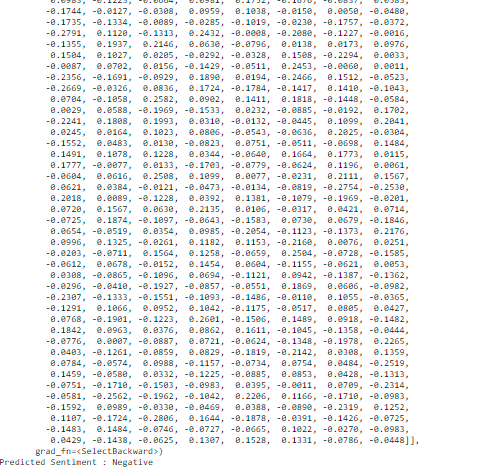 -0.1744, -0.0127, -0.0308, 0.0959, 0.1038, -0.0150, 0.0050, -0.0480,
-0.1735, -0.1334, -0.0089, -0.0285, -0.1019, -0.0230, -0.1757, -0.0372,
-0.2791, 0.1120, -0.1313, 0.2432, -0.0008, -0.2080, -0.1227, -0.0016,
-0.1355, 0.1937, 0.2146, 0.0630, -0.0796, 0.0138, 0.0173, 0.0976,
0.1504, 0.1027, 0.0205, -0.0292, -0.0328, 0.1508, -0.2294, 0.0033,
-0.0087, 0.0702, 0.0156, -0.1429, -0.0511, 0.2453, -0.0060, 0.0011,
-0.2356, -0.1691, -0.0929, 0.1890, 0.0194, -0.2466, 0.1512, -0.0523,
-0.2669, -0.0326, 0.0836, 0.1724, -0.1784, -0.1417, 0.1410, -0.1043,
0.0704, -0.1058, 0.2582, 0.0902, 0.1411, 0.1818, -0.1448, -0.0584,
0.0029, 0.0588, -0.1969, -0.1533, 0.0232, -0.0885, -0.0192, 0.1702,
-0.2241, 0.1808, 0.1993, 0.0310, -0.0132, -0.0445, 0.1099, 0.2041,
0.0245, 0.0164, 0.1023, 0.0806, -0.0543, -0.0636, 0.2025, -0.0304,
-0.1552, 0.0483, 0.0130, -0.0823, 0.0751, -0.0511, -0.0698, 0.1484,
0.1491, 0.1078, 0.1228, 0.0344, -0.0640, 0.1664, 0.1773, 0.0115,
0.1777, -0.0077, 0.0133, -0.1703, -0.0779, -0.0624, 0.1196, 0.0061,
-0.0604, 0.0616, 0.2508, 0.1099, 0.0077, -0.0231, 0.2111, 0.1567,
0.0621, 0.0384, -0.0121, -0.0473, -0.0134, -0.0819, -0.2754, -0.2530,
0.2018, 0.0089, -0.1228, 0.0392, 0.1381, -0.1079, -0.1969, -0.0201,
0.0720, 0.1567, 0.0630, 0.2135, 0.0106, -0.0317, 0.0421, 0.0714,
-0.0725, 0.1874, -0.1097, -0.0643, -0.1583, 0.0730, 0.0679, -0.1846,
0.0654, -0.0519, 0.0354, 0.0985, -0.2054, -0.1123, -0.1373, 0.2176,
0.0996, 0.1325, -0.0261, 0.1182, 0.1153, -0.2160, 0.0076, 0.0251,
-0.0203, -0.0711, 0.1564, 0.1258, -0.0659, 0.2504, -0.0728, -0.1585,
-0.0612, 0.0678, -0.0152, 0.1454, 0.0604, -0.1155, -0.0621, 0.0053,
0.0308, -0.0865, -0.1096, 0.0694, -0.1121, 0.0942, -0.1387, -0.1362,
-0.0296, -0.0410, -0.1927, -0.0857, -0.0551, 0.1869, 0.0606, -0.0982,
-0.2307, -0.1333, -0.1551, -0.1093, -0.1486, -0.0110, 0.1055, 0.0365,
-0.1291, 0.1066, 0.0952, 0.1042, -0.1175, -0.0517, 0.0805, 0.0427,
0.0768, -0.1901, -0.1223, 0.2601, -0.1506, 0.1489, 0.0918, -0.1482,
0.1842, 0.0963, 0.0376, 0.0862, 0.1611, -0.1045, -0.1358, -0.0444,
-0.0776, 0.0007, -0.0887, 0.0721, -0.0624, -0.1348, -0.1978, 0.2265,
0.0403, -0.1261, -0.0859, 0.0829, -0.1819, -0.2142, 0.0308, 0.1359,
0.0784, -0.0574, 0.0988, -0.1157, -0.0734, 0.0754, 0.0484, -0.2519,
0.1459, -0.0580, 0.0332, -0.1225, -0.0885, 0.0853, 0.1428, -0.1313,
-0.0751, -0.1710, -0.1503, -0.0983, 0.0395, -0.0011, 0.0709, -0.2314,
-0.0581, -0.2562, -0.1962, -0.1042, 0.2206, 0.1166, -0.1710, 0.0983,
-0.1592, 0.0989, -0.0330, -0.0469, 0.0388, -0.0890, -0.2319, 0.1252,
0.1107, -0.1724, -0.2806, 0.1644, -0.1878, -0.0391, -0.1426, -0.0725,
-0.1483, 0.1484, -0.0746, -0.0727, -0.0665, 0.1022, -0.0270, -0.0983,
0.0429, -0.1438, -0.0625, 0.1307, 0.1528, 0.1331, -0.0786, -0.0448]],
grad_fn=<SelectBackward>)
Predicted Sentiment : Negative